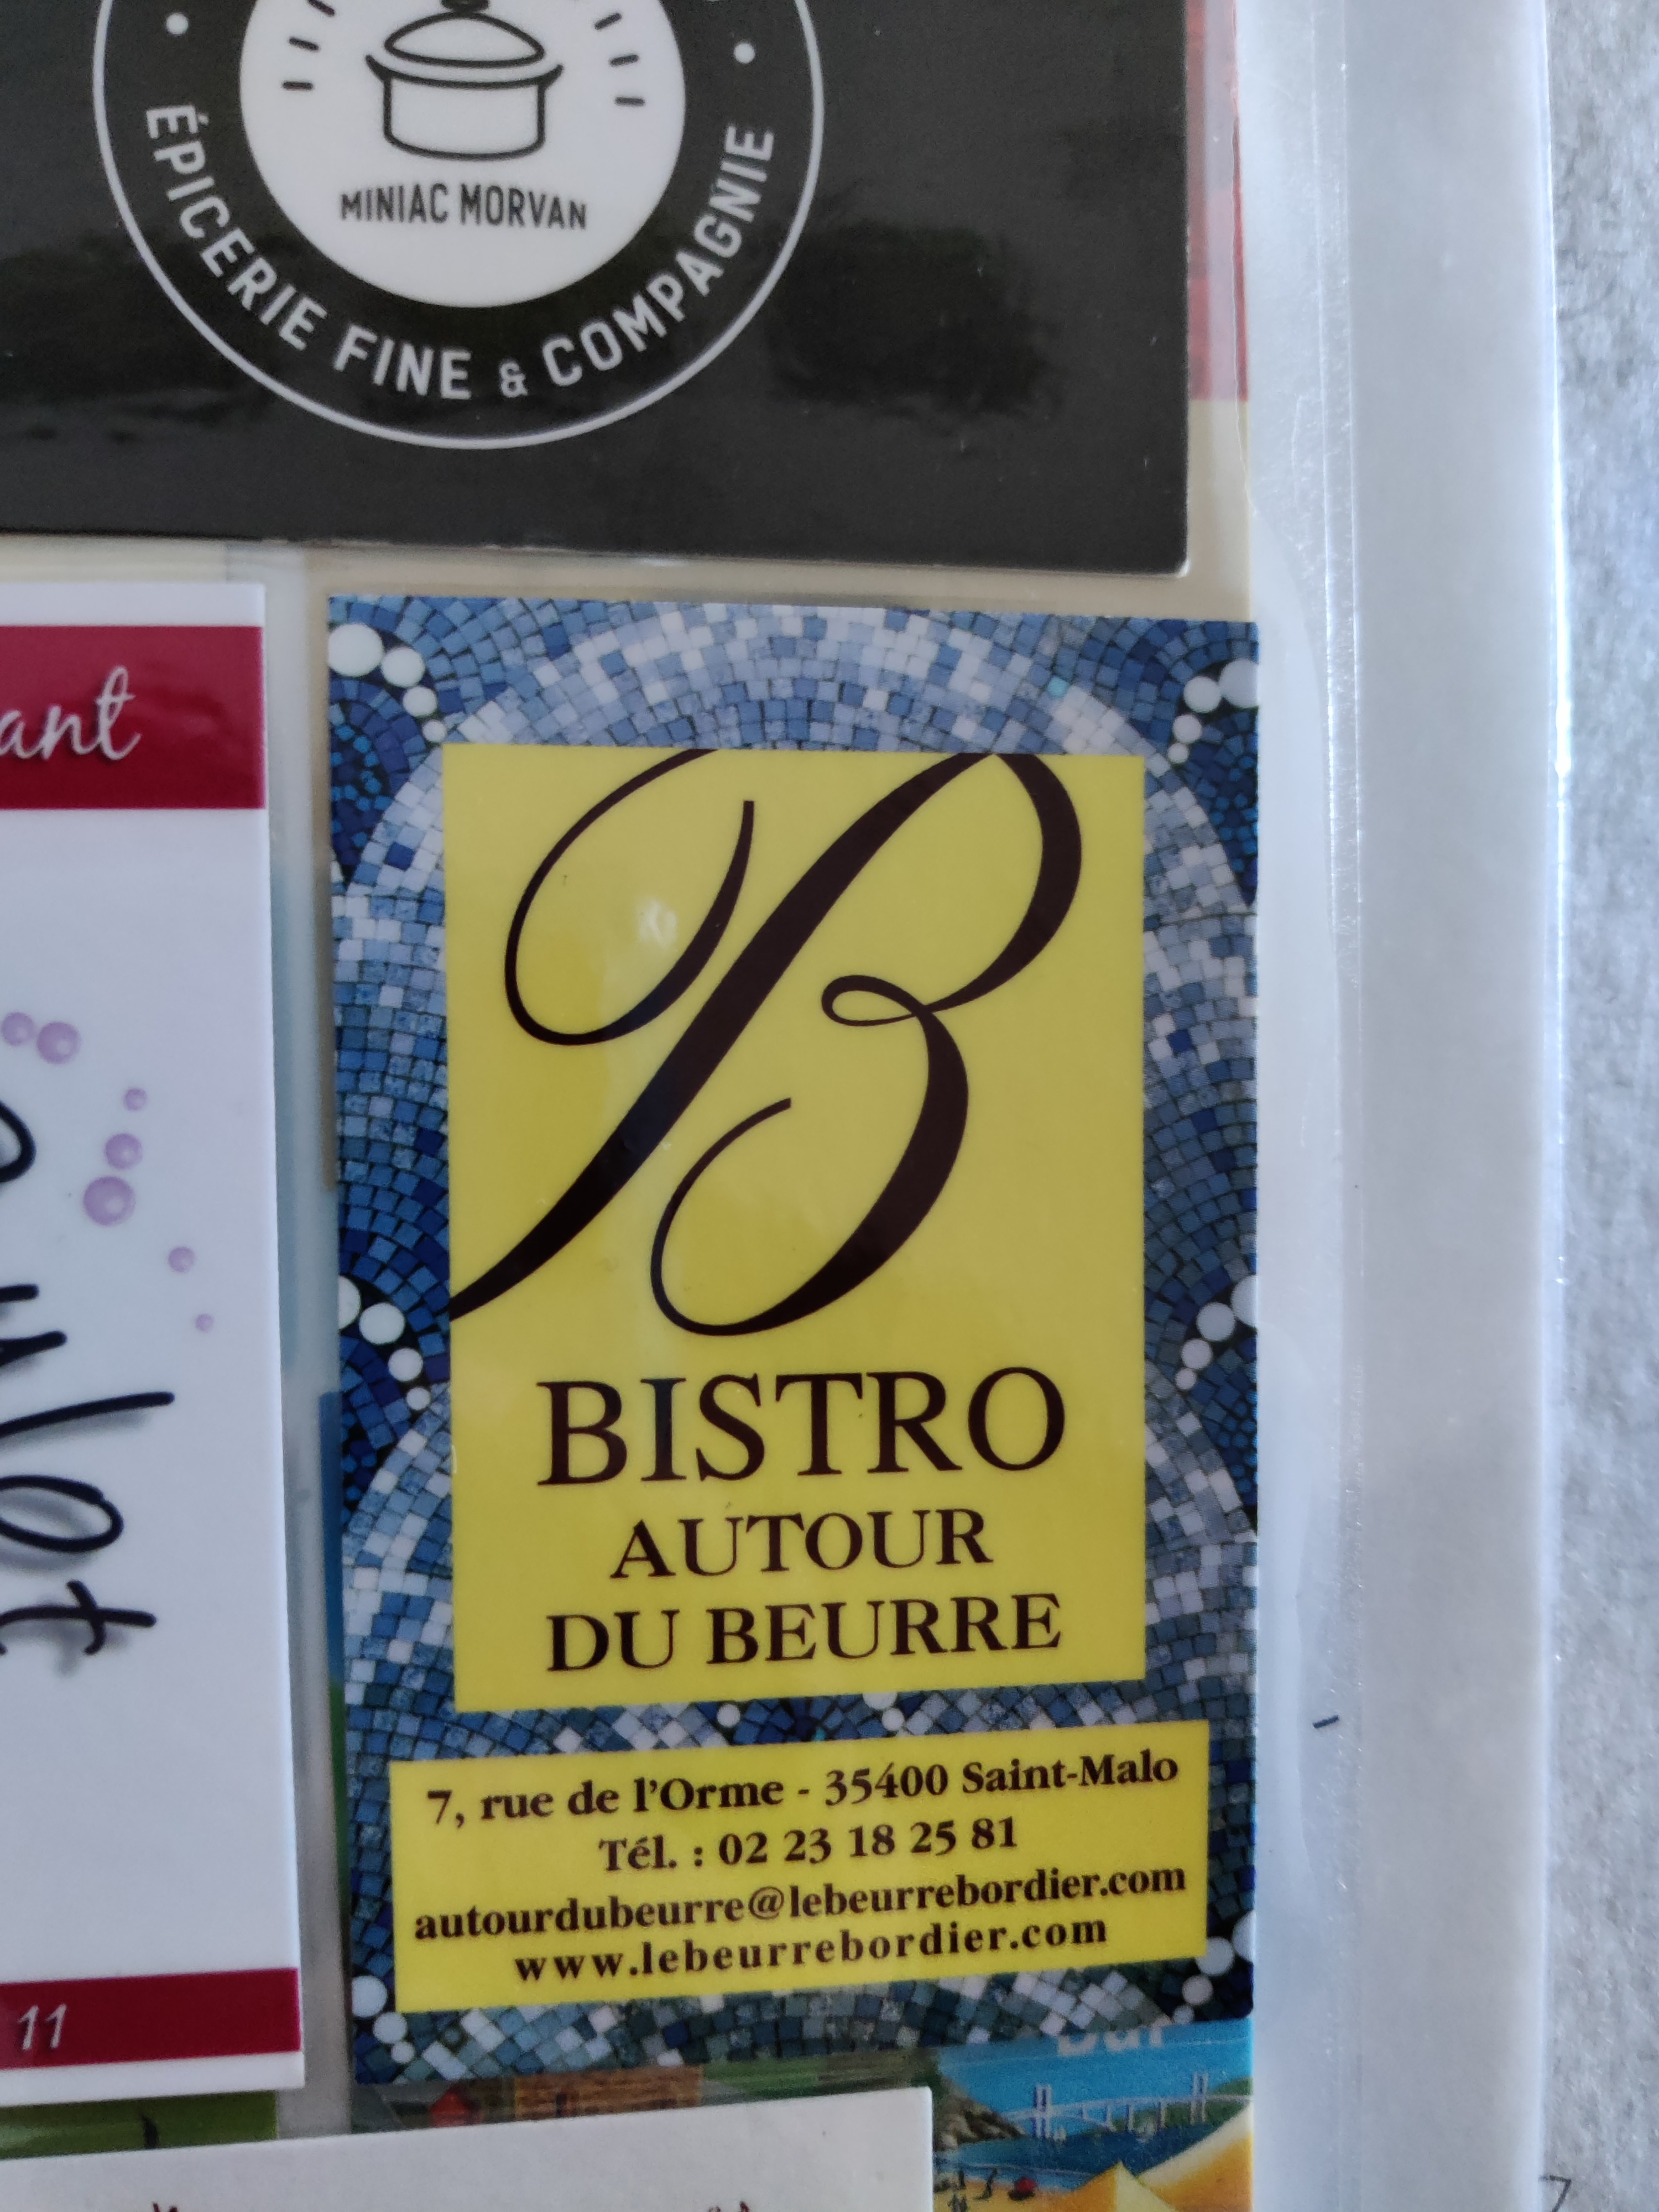 MINIAC MORVAN
ÉPICERIE FINE & COMPAGNIE
B
BISTRO
AUTOUR
DU BEURRE
7, rue de l'Orme - 35400 Saint-Malo
Tél. : 02 23 18 25 81
autourdubeurre@lebeurrebordier.com
www.lebeurrebordier.com
11